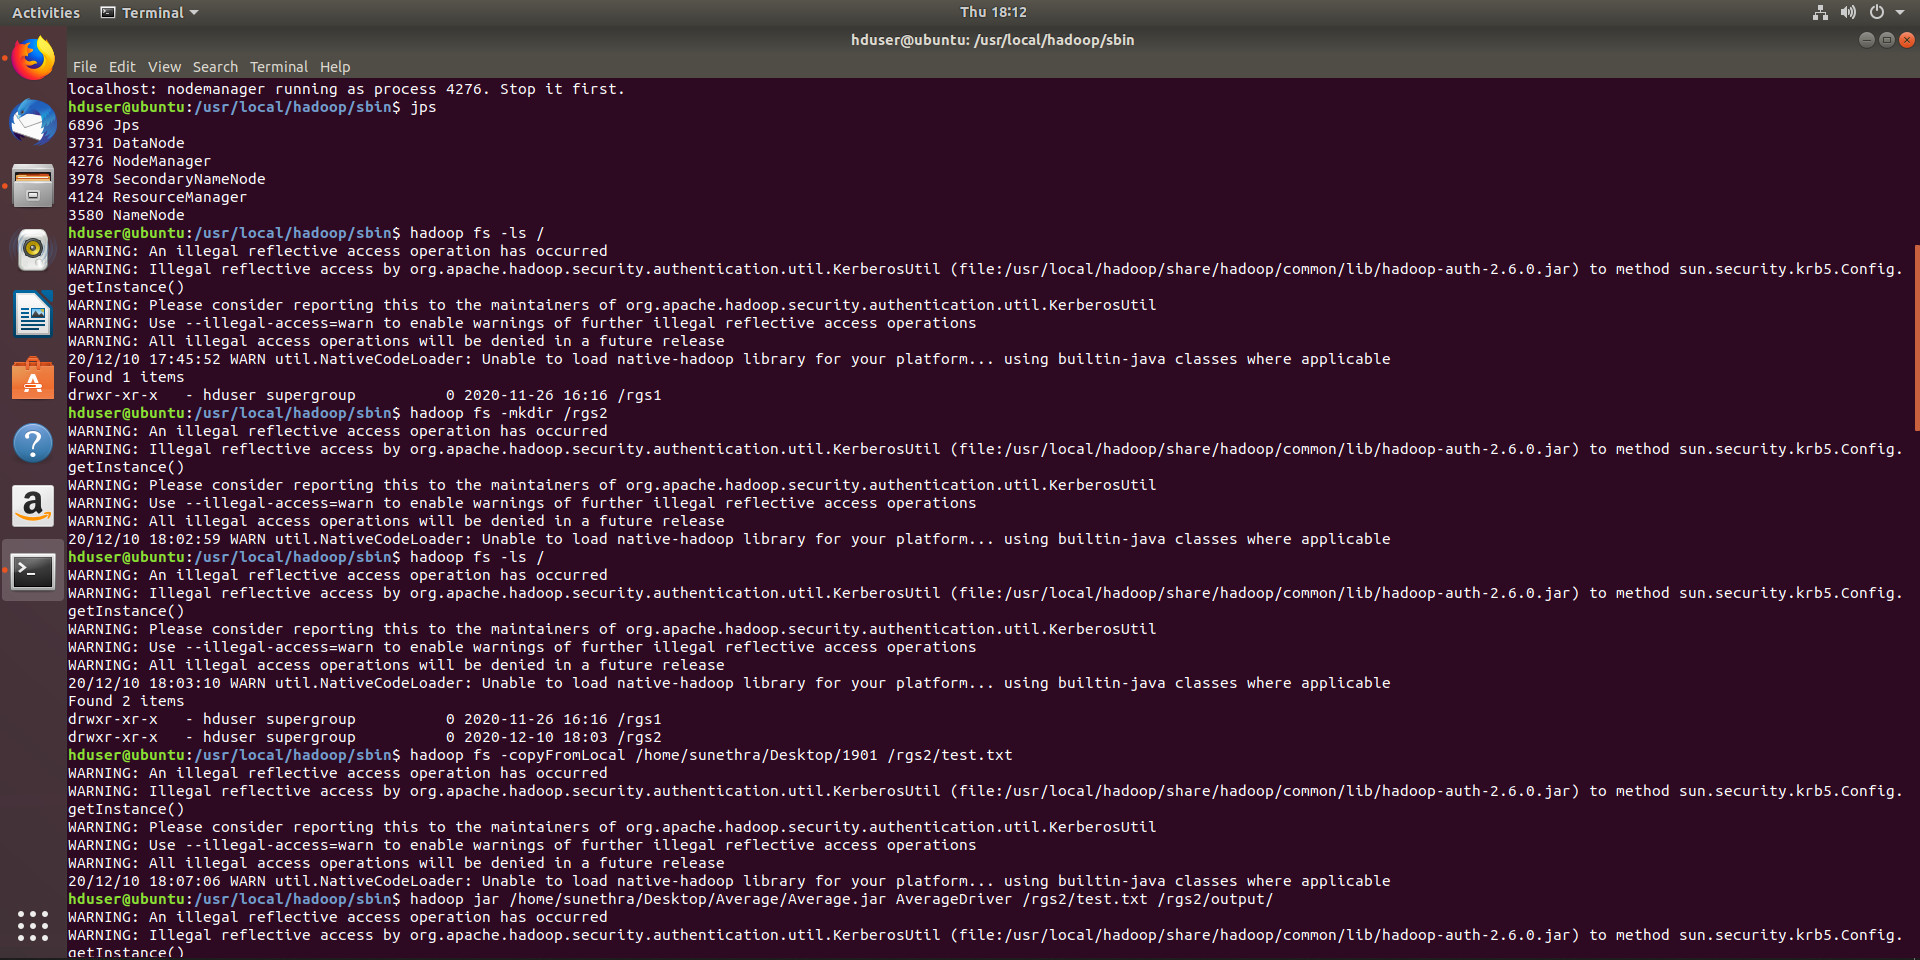 Activities Terminal Thu 18:12
hduser@ubuntu: /usr/local/hadoop/sbin
File Edit View Search Terminal Help
localhost: nodemanager running as process 4276. Stop it first.
hduser@ubuntu:/usr/local/hadoop/sbin$ jps
6896 Jps
3731 DataNode
4276 NodeManager
3978 SecondaryNameNode
4124 ResourceManager
3580 NameNode
hduser@ubuntu:/usr/local/hadoop/sbin$ hadoop fs -ls /
WARNING: An illegal reflective access operation has occurred
WARNING: Illegal reflective access by org.apache.hadoop.security.authentication.util.KerberosUtil (file:/usr/local/hadoop/share/hadoop/common/lib/hadoop-auth-2.6.0.jar) to method sun.security.krb5.Config.
getInstance()
WARNING: Please consider reporting this to the maintainers of org.apache.hadoop.security.authentication.util.KerberosUtil
WARNING: Use --illegal-access=warn to enable warnings of further illegal reflective access operations
WARNING: All illegal access operations will be denied in a future release
20/12/10 17:45:52 WARN util.NativeCodeLoader: Unable to load native-hadoop library for your platform... using builtin-java classes where applicable
Found 1 items
drwxr-xr-x   - hduser supergroup          0 2020-11-26 16:16 /rgs1
hduser@ubuntu:/usr/local/hadoop/sbin$ hadoop fs -mkdir /rgs2
WARNING: An illegal reflective access operation has occurred
WARNING: Illegal reflective access by org.apache.hadoop.security.authentication.util.KerberosUtil (file:/usr/local/hadoop/share/hadoop/common/lib/hadoop-auth-2.6.0.jar) to method sun.security.krb5.Config.
getInstance()
WARNING: Please consider reporting this to the maintainers of org.apache.hadoop.security.authentication.util.KerberosUtil
WARNING: Use --illegal-access=warn to enable warnings of further illegal reflective access operations
WARNING: All illegal access operations will be denied in a future release
20/12/10 18:02:59 WARN util.NativeCodeLoader: Unable to load native-hadoop library for your platform... using builtin-java classes where applicable
hduser@ubuntu:/usr/local/hadoop/sbin$ hadoop fs -ls /
WARNING: An illegal reflective access operation has occurred
WARNING: Illegal reflective access by org.apache.hadoop.security.authentication.util.KerberosUtil (file:/usr/local/hadoop/share/hadoop/common/lib/hadoop-auth-2.6.0.jar) to method sun.security.krb5.Config.
getInstance()
WARNING: Please consider reporting this to the maintainers of org.apache.hadoop.security.authentication.util.KerberosUtil
WARNING: Use --illegal-access=warn to enable warnings of further illegal reflective access operations
WARNING: All illegal access operations will be denied in a future release
20/12/10 18:03:10 WARN util.NativeCodeLoader: Unable to load native-hadoop library for your platform... using builtin-java classes where applicable
Found 2 items
drwxr-xr-x   - hduser supergroup          0 2020-11-26 16:16 /rgs1
drwxr-xr-x   - hduser supergroup          0 2020-12-10 18:03 /rgs2
hduser@ubuntu:/usr/local/hadoop/sbin$ hadoop fs -copyFromLocal /home/sunethra/Desktop/1901 /rgs2/test.txt
WARNING: An illegal reflective access operation has occurred
WARNING: Illegal reflective access by org.apache.hadoop.security.authentication.util.KerberosUtil (file:/usr/local/hadoop/share/hadoop/common/lib/hadoop-auth-2.6.0.jar) to method sun.security.krb5.Config.
getInstance()
WARNING: Please consider reporting this to the maintainers of org.apache.hadoop.security.authentication.util.KerberosUtil
WARNING: Use --illegal-access=warn to enable warnings of further illegal reflective access operations
WARNING: All illegal access operations will be denied in a future release
20/12/10 18:07:06 WARN util.NativeCodeLoader: Unable to load native-hadoop library for your platform... using builtin-java classes where applicable
hduser@ubuntu:/usr/local/hadoop/sbin$ hadoop jar /home/sunethra/Desktop/Average/Average.jar AverageDriver /rgs2/test.txt /rgs2/output/
WARNING: An illegal reflective access operation has occurred
WARNING: Illegal reflective access by org.apache.hadoop.security.authentication.util.KerberosUtil (file:/usr/local/hadoop/share/hadoop/common/lib/hadoop-auth-2.6.0.jar) to method sun.security.krb5.Config.
getInstance()